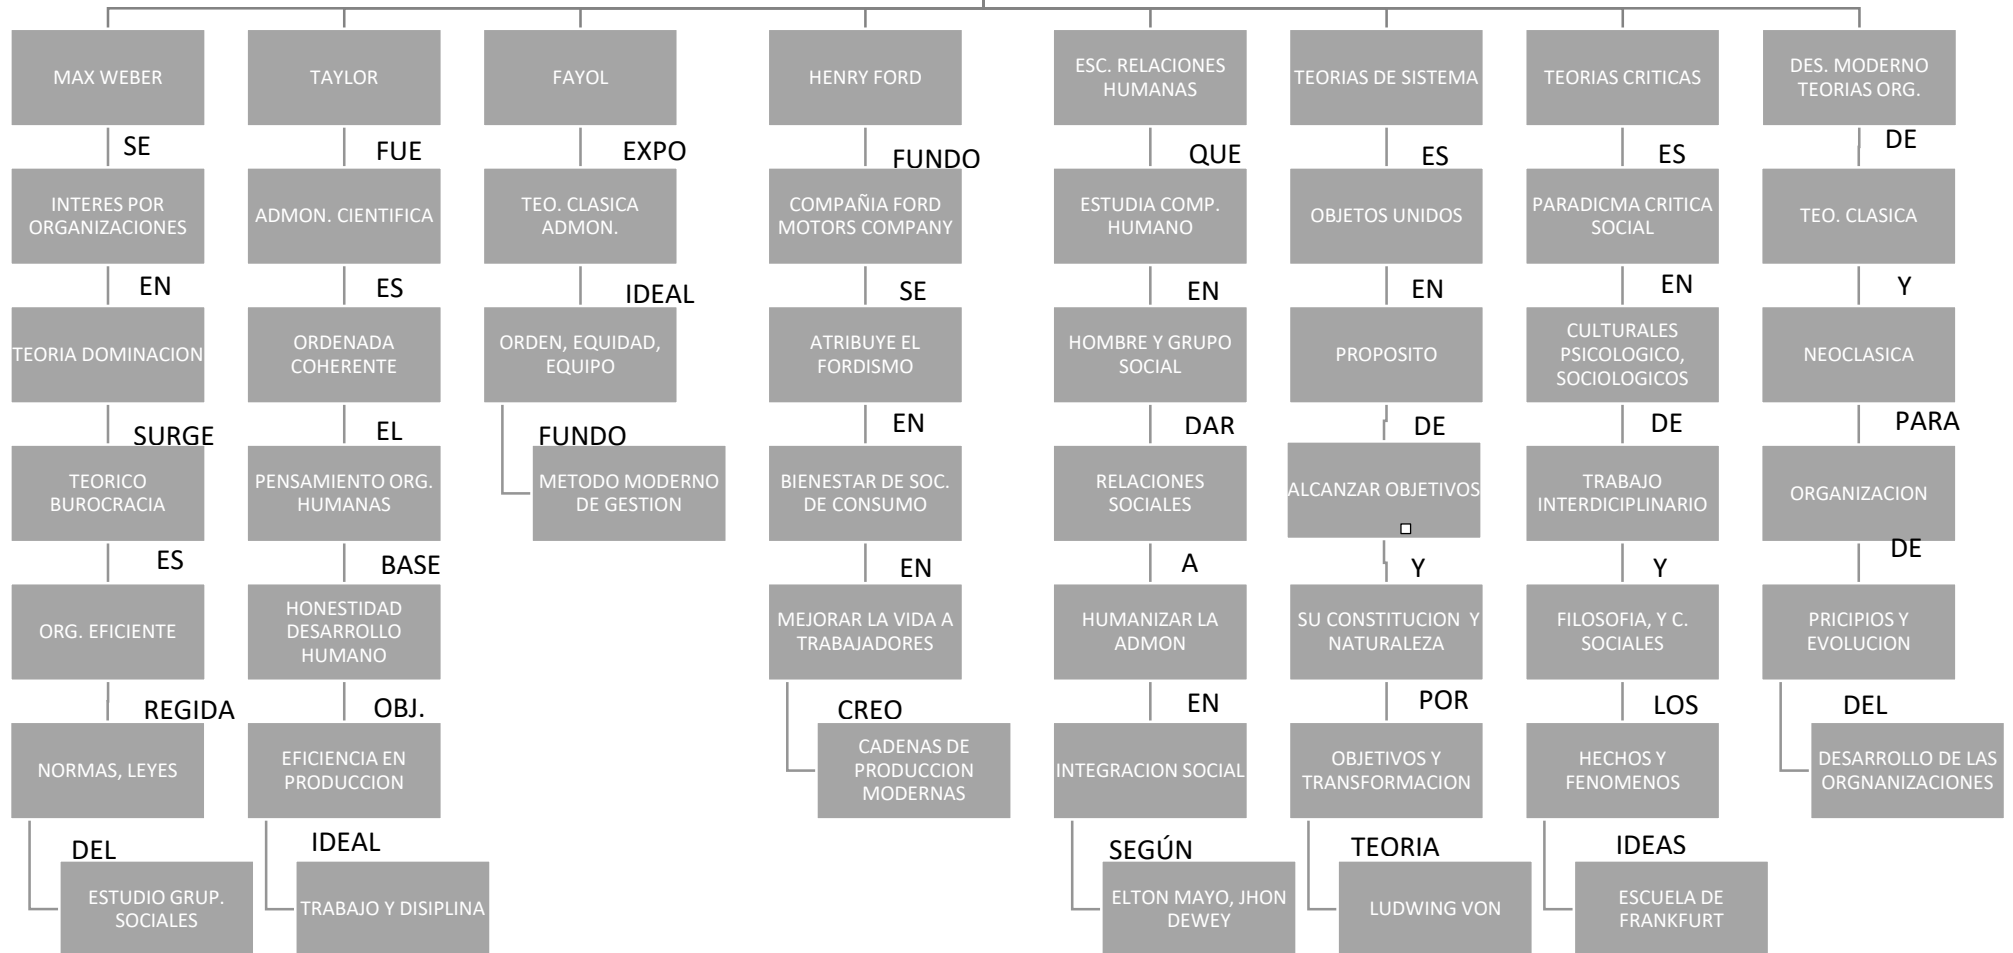 MAX WEBER
SE
INTERES POR
ORGANIZACIONES
EN
TEORIA DOMINACION
SURGE
TEORICO
BUROCRACIA
ES
ORG. EFICIENTE
REGIDA
NORMAS, LEYES
DEL
ESTUDIO GRUP.
SOCIALES
TAYLOR
FUE
ADMON. CIENTIFICA
ES
ORDENADA
COHERENTE
EL
PENSAMIENTO ORG.
HUMANAS
BASE
HONESTIDAD
DESARROLLO
HUMANO
OBJ.
EFICIENCIA EN
PRODUCCION
IDEAL
TRABAJO Y DISIPLINA
FAYOL
EXPO
TEO. CLASICA
ADMON.
IDEAL
ORDEN, EQUIDAD,
EQUIPO
FUNDO
METODO MODERNO
DE GESTION
HENRY FORD
FUNDO
COMPAÑIA FORD
MOTORS COMPANY
SE
ATRIBUYE EL
FORDISMO
EN
BIENESTAR DE SOC.
DE CONSUMO
EN
MEJORAR LA VIDA A
TRABAJADORES
CREO
CADENAS DE
PRODUCCION
MODERNAS
ESC. RELACIONES
HUMANAS
QUE
ESTUDIA COMP.
HUMANO
EN
HOMBRE Y GRUPO
SOCIAL
DAR
RELACIONES
SOCIALES
A
HUMANIZAR LA
ADMON
EN
INTEGRACION SOCIAL
SEGÚN
ELTON MAYO, JHON
DEWEY
TEORIAS DE SISTEMA
ES
OBJETOS UNIDOS
EN
PROPOSITO
DE
ALCANZAR OBJETIVOS
Y
SU CONSTITUCION Y
NATURALEZA
POR
OBJETIVOS Y
TRANSFORMACION
TEORIA
LUDWING VON
TEORIAS CRITICAS
ES
PARADICMA CRITICA
SOCIAL
EN
CULTURALES
PSICOLOGICO,
SOCIOLOGICOS
DE
TRABAJO
INTERDICIPLINARIO
Y
FILOSOFIA, Y C.
SOCIALES
LOS
HECHOS Y
FENOMENOS
IDEAS
ESCUELA DE
FRANKFURT
DES. MODERNO
TEORIAS ORG.
DE
TEO. CLASICA
Y
NEOCLASICA
PARA
ORGANIZACION
DE
PRICIPIOS Y
EVOLUCION
DEL
DESARROLLO DE LAS
ORGNANIZACIONES